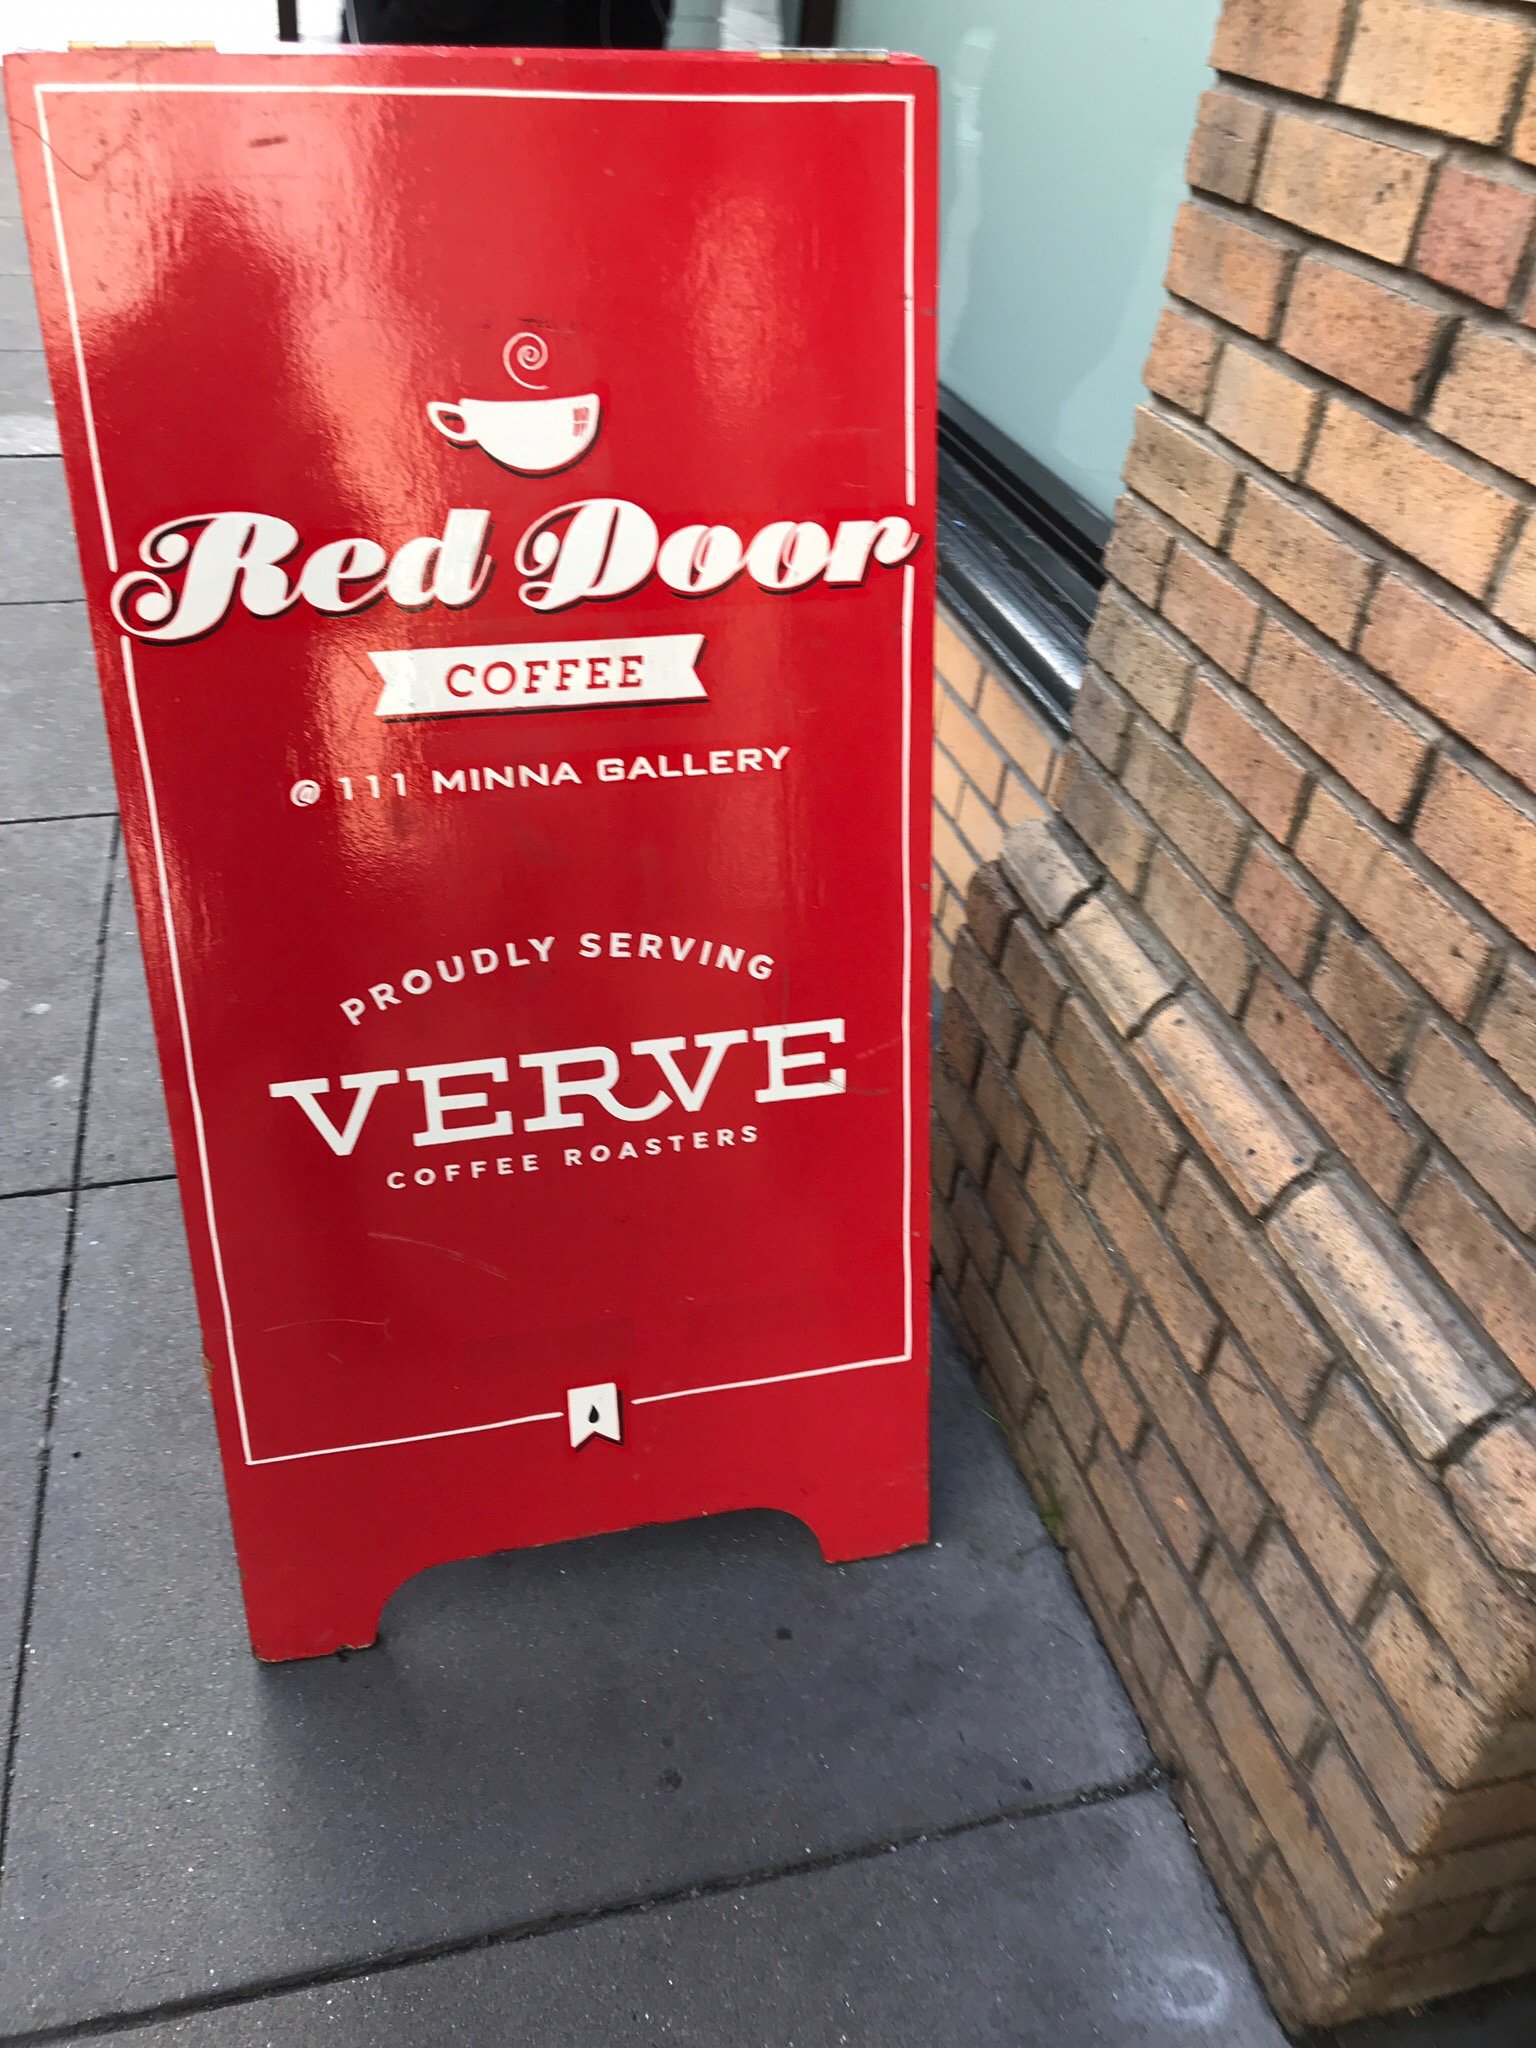 Red Door
COFFEE
@ 111 MINNA GALLERY
PROUDLY SERVING
VERVE
COFFEE ROASTERS